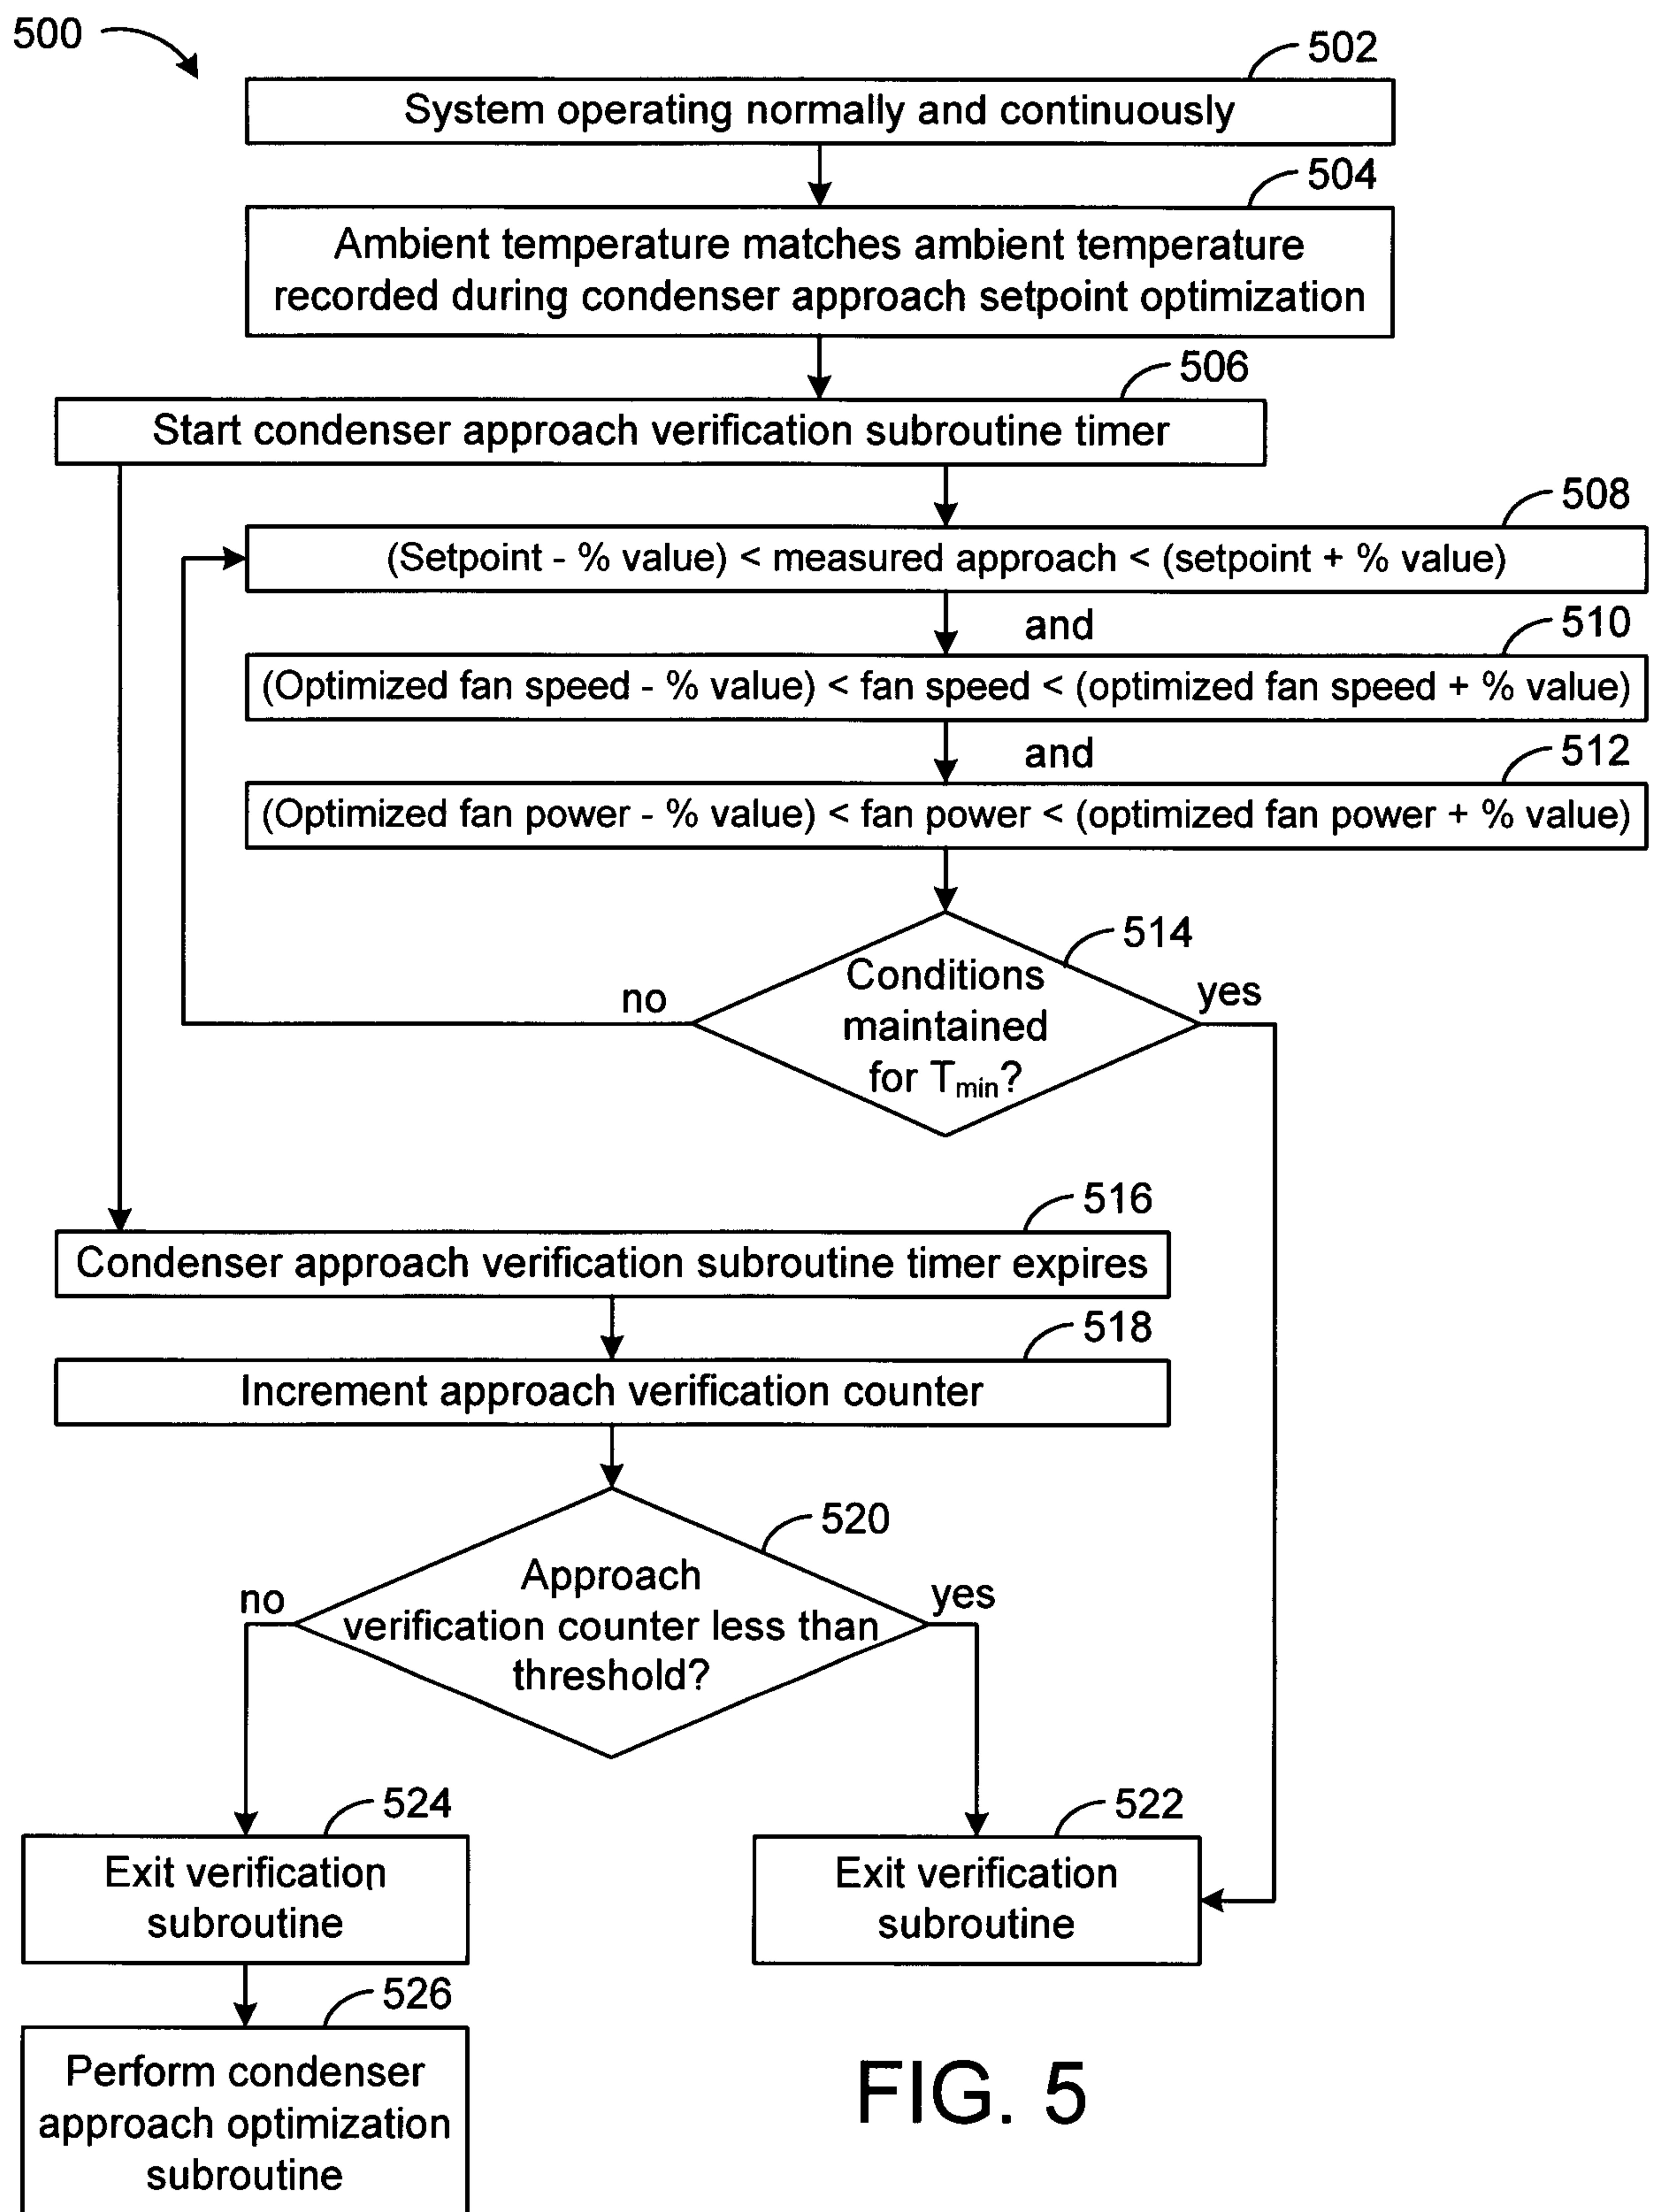 500
502
System operating normally and continuously
504
Ambient temperature matches ambient temperature
recorded during condenser approach setpoint optimization
506
Start condenser approach verification subroutine timer
508
(Setpoint - % value) < measured approach < (setpoint + % value)
and
510
(Optimized fan speed - % value) < fan speed < (optimized fan speed + % value)
and
512
(Optimized fan power - % value) < fan power < (optimized fan power + % value)
514
Conditions
maintained
for Tmin?
no
yes
516
Condenser approach verification subroutine timer expires
518
Increment approach verification counter
520
Approach
verification counter less than
threshold?
no
yes
524
Exit verification
subroutine
522
Exit verification
subroutine
526
Perform condenser
approach optimization
subroutine
FIG. 5